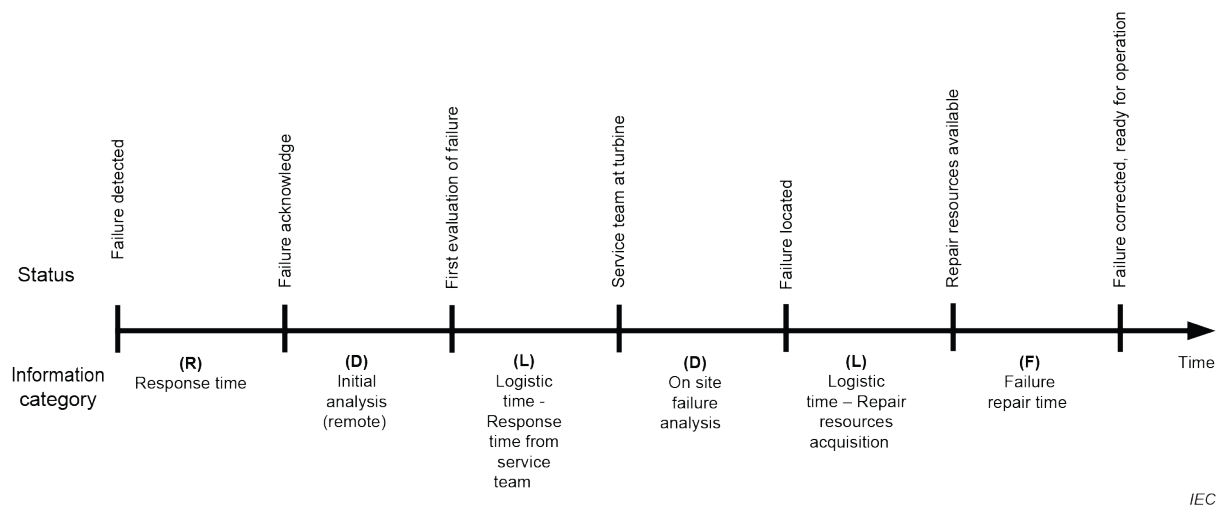 Failure detected
Failure acknowledge
First evaluation of failure
Service team at turbine
Failure located
Repair resources available
Failure corrected, ready for operation
Status
Information
category
(R)
Response time
(D)
Initial
analysis
(remote)
(L)
Logistic
time -
Response
time from
service
team
(D)
On site
failure
analysis
(L)
Logistic
time – Repair
resources
acquisition
(F)
Failure
repair time
Time
IEC